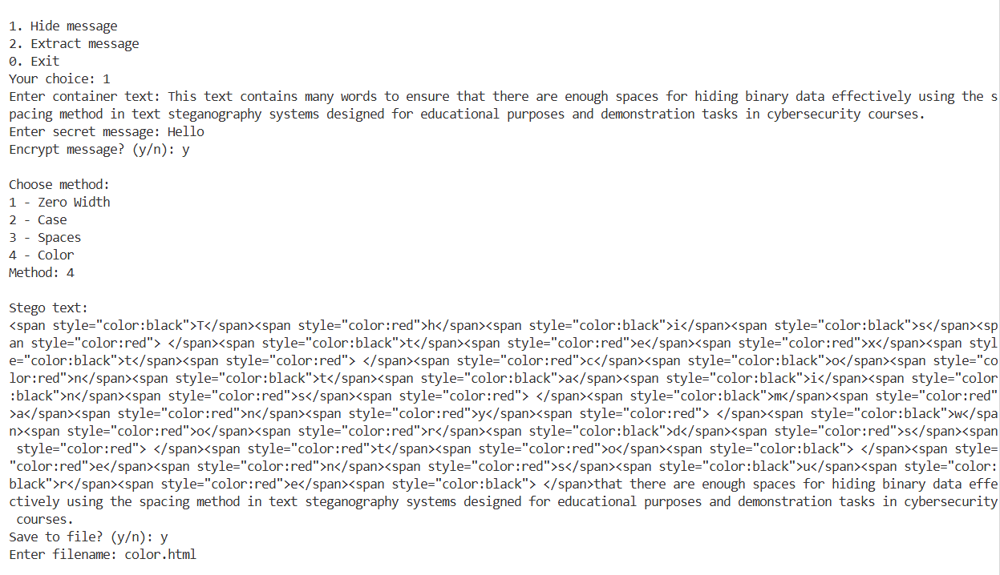 1. Hide message
2. Extract message
0. Exit
Your choice: 1
Enter container text: This text contains many words to ensure that there are enough spaces for hiding binary data effectively using the s
pacing method in text steganography systems designed for educational purposes and demonstration tasks in cybersecurity courses.
Enter secret message: Hello
Encrypt message? (y/n): y
Choose method:
1 - Zero Width
2 - Case
3 - Spaces
4 - Color
Method: 4
Stego text:
<span style="color:black">T</span><span style="color:red">h</span><span style="color:black">i</span><span style="color:black">s</span><sp
an style="color:red"> </span><span style="color:black">t</span><span style="color:red">e</span><span style="color:red">x</span><span styl
e="color:black">t</span><span style="color:red"> </span><span style="color:red">c</span><span style="color:black">o</span><span style="co
lor:red">n</span><span style="color:black">t</span><span style="color:black">a</span><span style="color:black">i</span><span style="color
:black">n</span><span style="color:red">s</span><span style="color:red"> </span><span style="color:black">m</span><span style="color:red"
>a</span><span style="color:red">n</span><span style="color:red">y</span><span style="color:red"> </span><span style="color:black">w</spa
n><span style="color:red">o</span><span style="color:red">r</span><span style="color:black">d</span><span style="color:red">s</span><span
 style="color:red"> </span><span style="color:red">t</span><span style="color:red">o</span><span style="color:black"> </span><span style=
"color:red">e</span><span style="color:red">n</span><span style="color:red">s</span><span style="color:black">u</span><span style="color:
black">r</span><span style="color:red">e</span><span style="color:black"> </span>that there are enough spaces for hiding binary data effe
ctively using the spacing method in text steganography systems designed for educational purposes and demonstration tasks in cybersecurity
 courses.
Save to file? (y/n): y
Enter filename: color.html